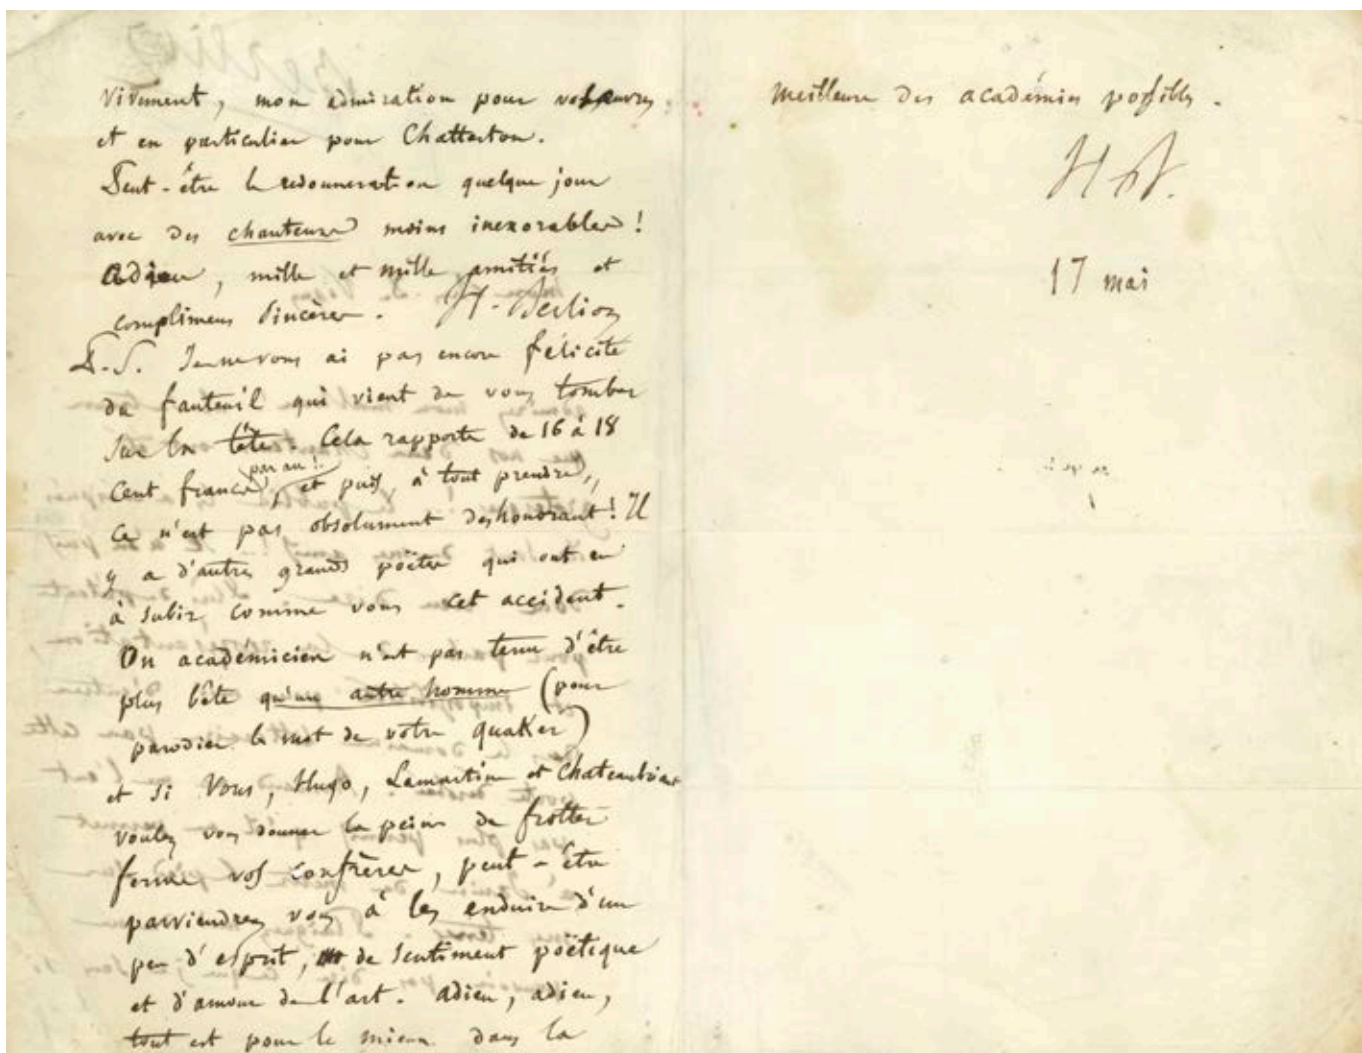 vivement, mon admiration pour vos œuvres
et en particulier pour Chatterton.
Peut-être le redonnera-t-on quelque jour
avec des chanteurs moins inexorables!
adieu, mille et mille amitiés et
complimens sincères. H. Berlioz
P.S. Je ne vous ai pas encore félicité
du fauteuil qui vient de vous tomber
sur la tête. Cela rapporte de 16 à 18
cent francs par an!, et puis, à tout prendre,
ce n'est pas absolument deshonorant! Il
y a d'autres grands poëtes qui ont eu
à subir comme vous cet accident.
Un académicien n'est pas tenu d'être
plus bête qu'un autre homme (pour
parodier le mot de votre quaker)
et si Vous, Hugo, Lamartine et Chateaubriand
voulez vous donner la peine de frotter
ferme vos confrères, peut-être
parviendrez vous à les enduire d'un
peu d'esprit, de sentiment poëtique
et d'amour de l'art. adieu, adieu,
tout est pour le mieux dans la
meilleure des académies possibles.
H. B.
17 mai